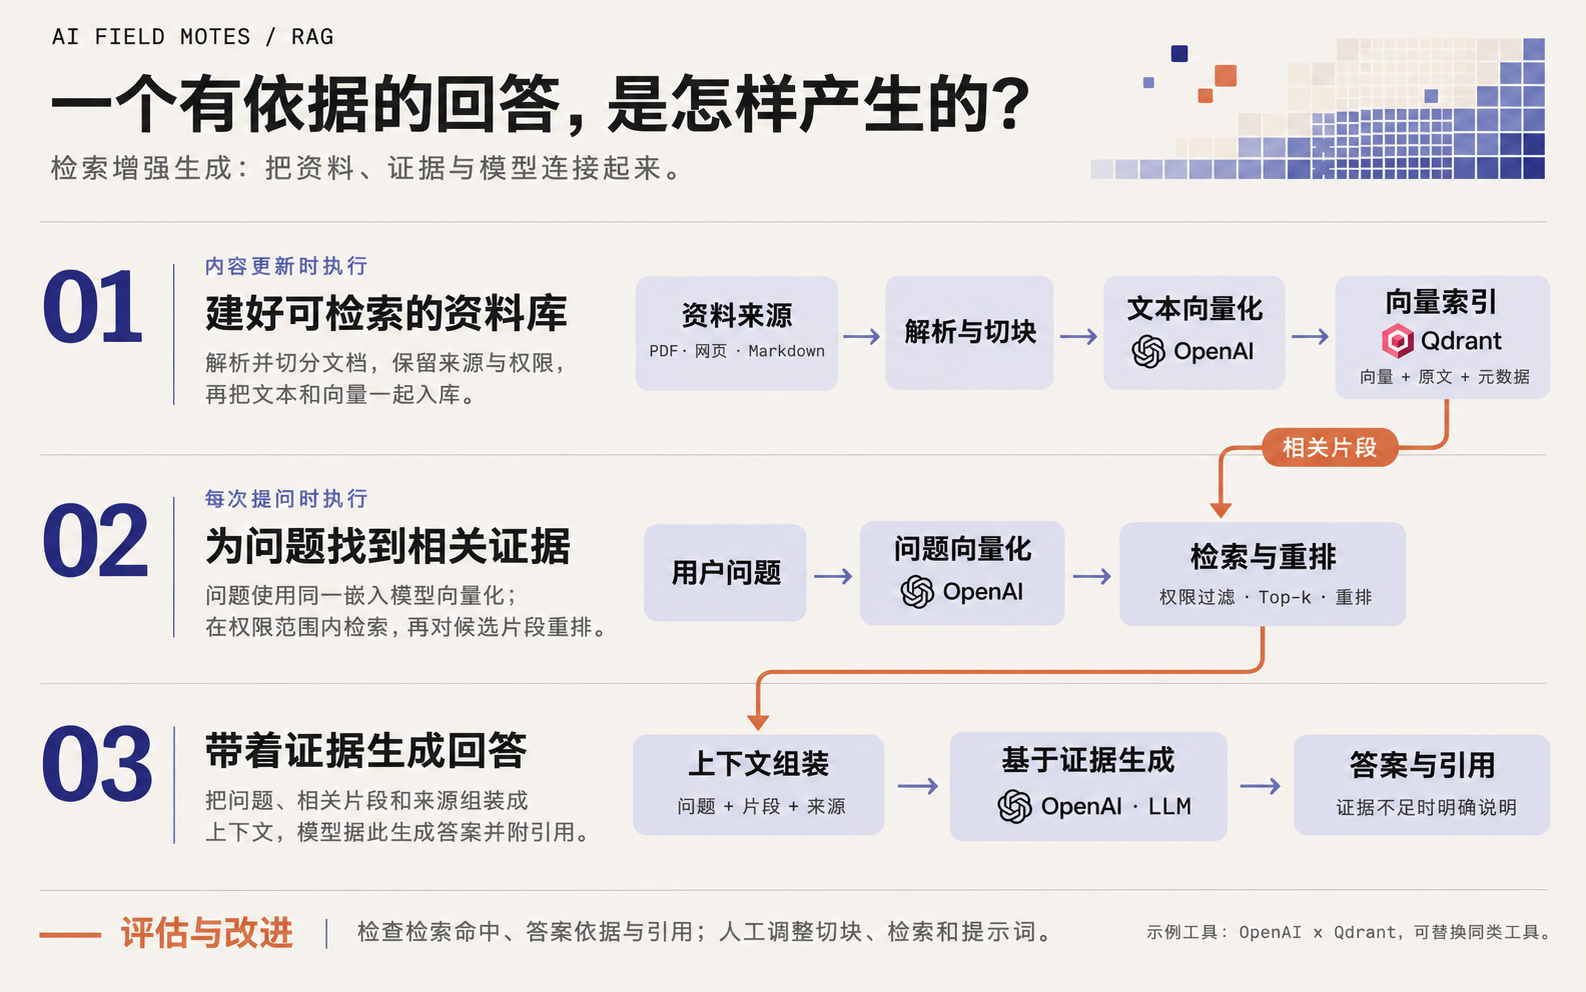 AI FIELD NOTES / RAG
一个有依据的回答，是怎样产生的？
检索增强生成：把资料、证据与模型连接起来。
01
内容更新时执行
建好可检索的资料库
解析并切分文档，保留来源与权限，
再把文本和向量一起入库。
资料来源
PDF · 网页 · Markdown
解析与切块
文本向量化
OpenAI
向量索引
Qdrant
向量 + 原文 + 元数据
相关片段
02
每次提问时执行
为问题找到相关证据
问题使用同一嵌入模型向量化；
在权限范围内检索，再对候选片段重排。
用户问题
问题向量化
OpenAI
检索与重排
权限过滤 · Top-k · 重排
03
带着证据生成回答
把问题、相关片段和来源组装成
上下文，模型据此生成答案并附引用。
上下文组装
问题 + 片段 + 来源
基于证据生成
OpenAI · LLM
答案与引用
证据不足时明确说明
评估与改进
检查检索命中、答案依据与引用；人工调整切块、检索和提示词。
示例工具：OpenAI x Qdrant，可替换同类工具。